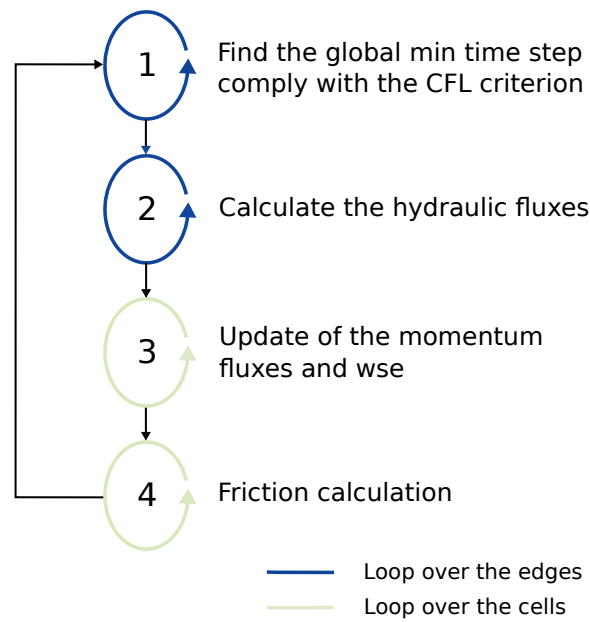 1
Find the global min time step
comply with the CFL criterion
2
Calculate the hydraulic fluxes
3
Update of the momentum
fluxes and wse
4
Friction calculation
Loop over the edges
Loop over the cells